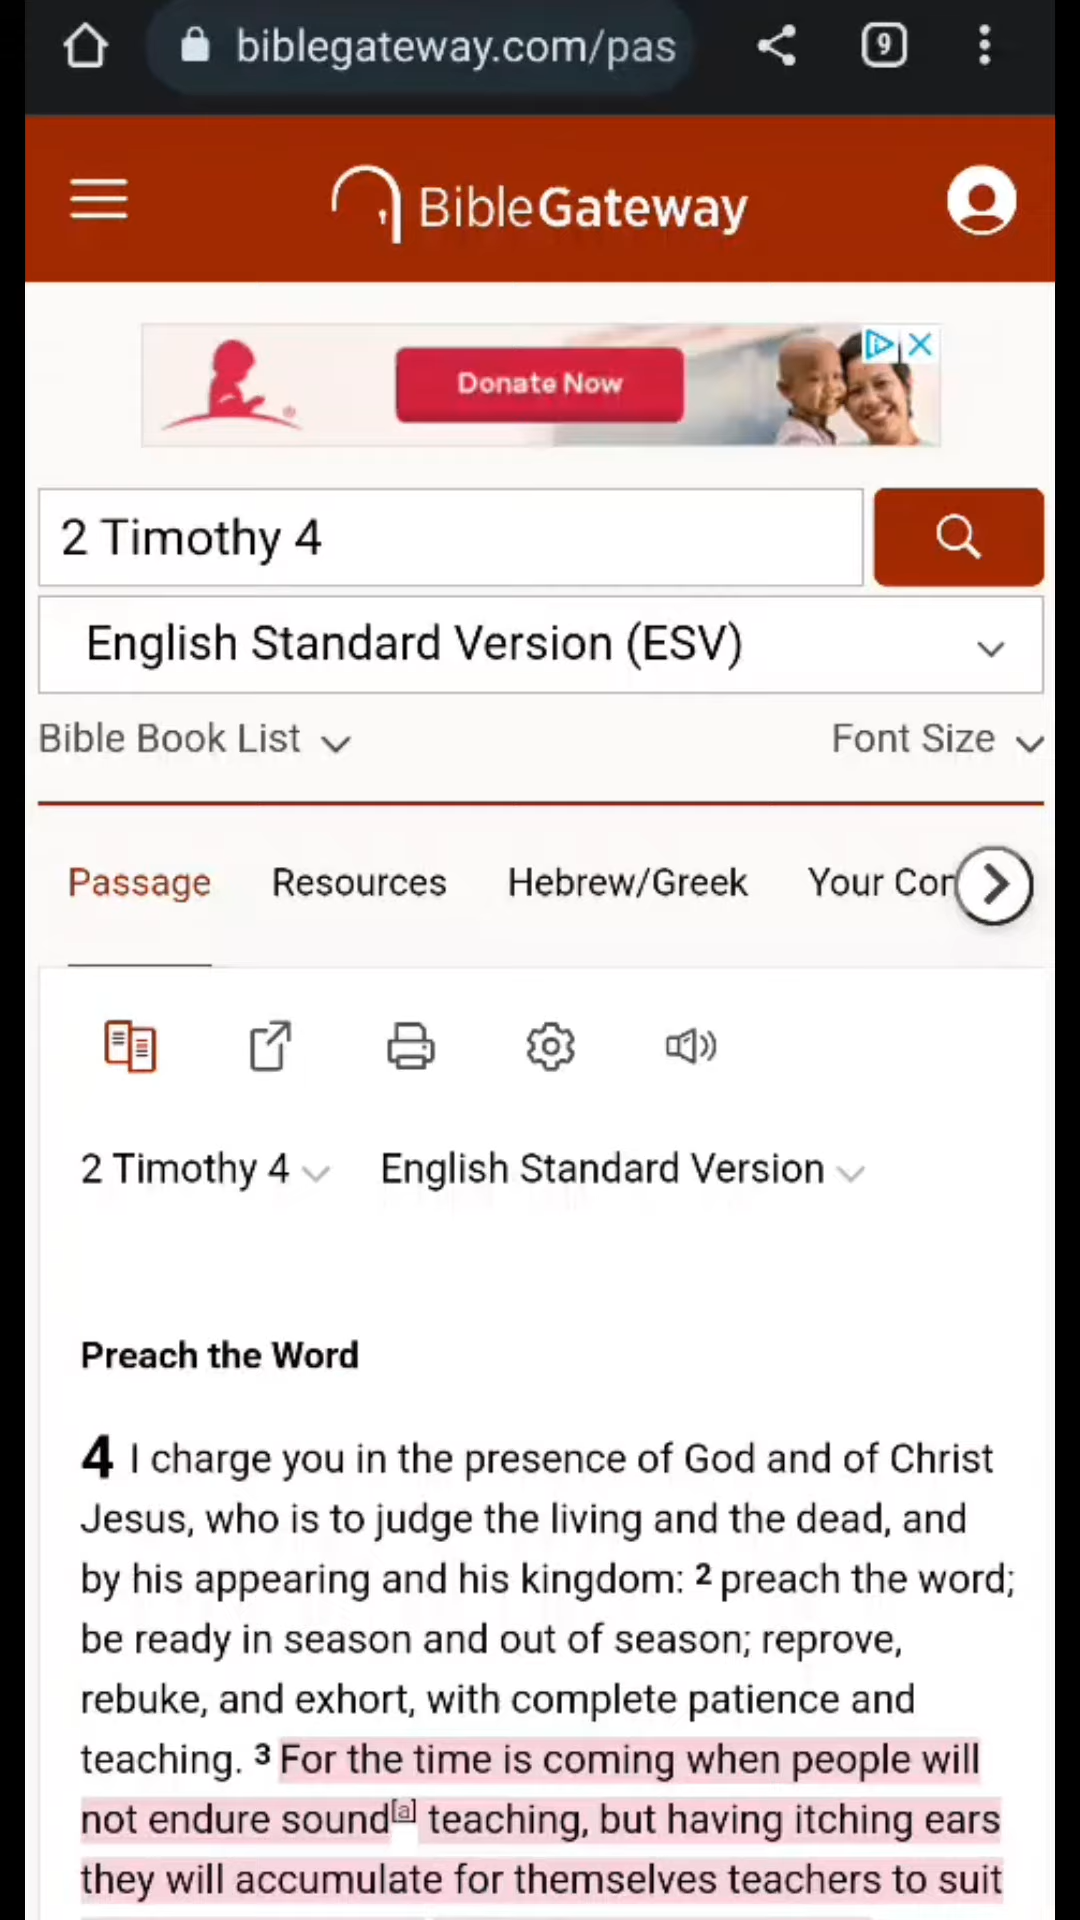 biblegateway.com/pas
9
BibleGateway
Donate Now
2 Timothy 4
English Standard Version (ESV)
Bible Book List
Font Size
Passage Resources Hebrew/Greek Your Con
2 Timothy 4 English Standard Version
Preach the Word
4 I charge you in the presence of God and of Christ
Jesus, who is to judge the living and the dead, and
by his appearing and his kingdom: 2 preach the word;
be ready in season and out of season; reprove,
rebuke, and exhort, with complete patience and
teaching. 3 For the time is coming when people will
not endure sound[a] teaching, but having itching ears
they will accumulate for themselves teachers to suit